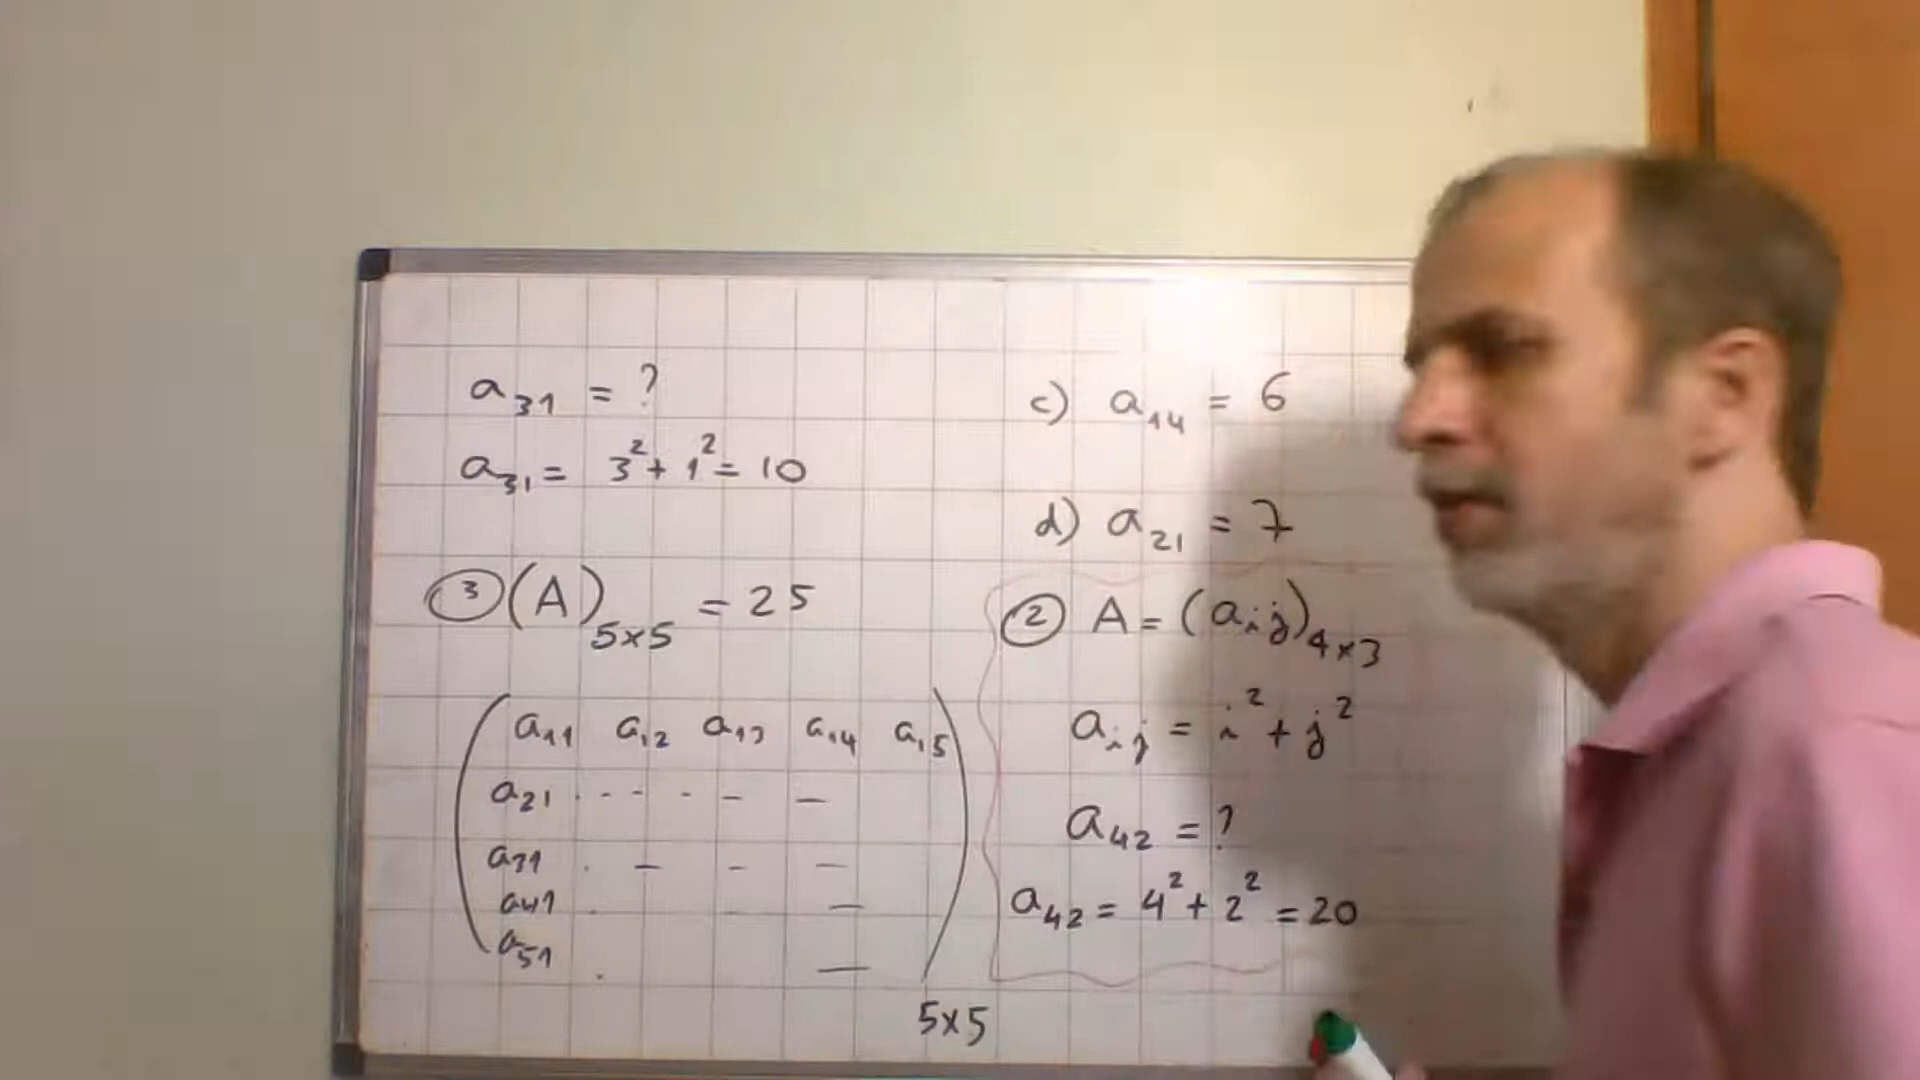 a₃₁ = ?
a₃₁ = 3² + 1² = 10
③ (A)₅ₓ₅ = 25
a₁₁ a₁₂ a₁₃ a₁₄ a₁₅
a₂₁ . - - - - —
a₃₁ . — - —
a₄₁ . —
a₅₁ . —
5x5
c) a₁₄ = 6
d) a₂₁ = 7
② A = (aᵢⱼ)₄ₓ₃
aᵢⱼ = i² + j²
a₄₂ = ?
a₄₂ = 4² + 2² = 20